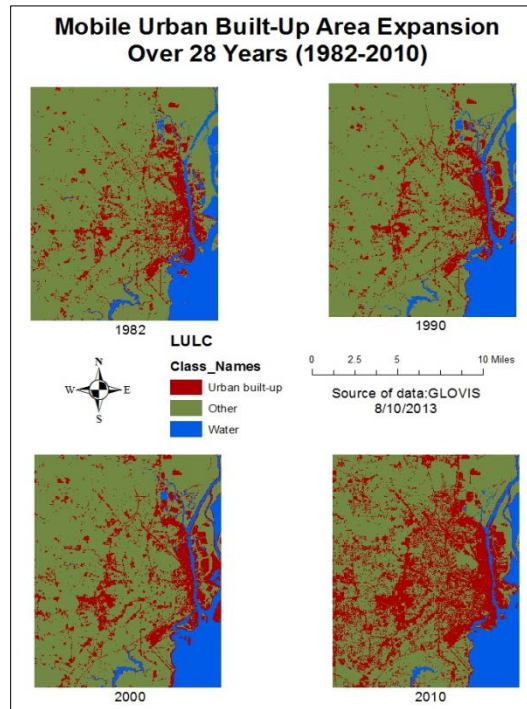 Mobile Urban Built-Up Area Expansion
Over 28 Years (1982-2010)
1982
1990
LULC
Class_Names
Urban built-up
Other
Water
N
W
E
S
0 2.5 5 10 Miles
Source of data:GLOVIS
8/10/2013
2000
2010